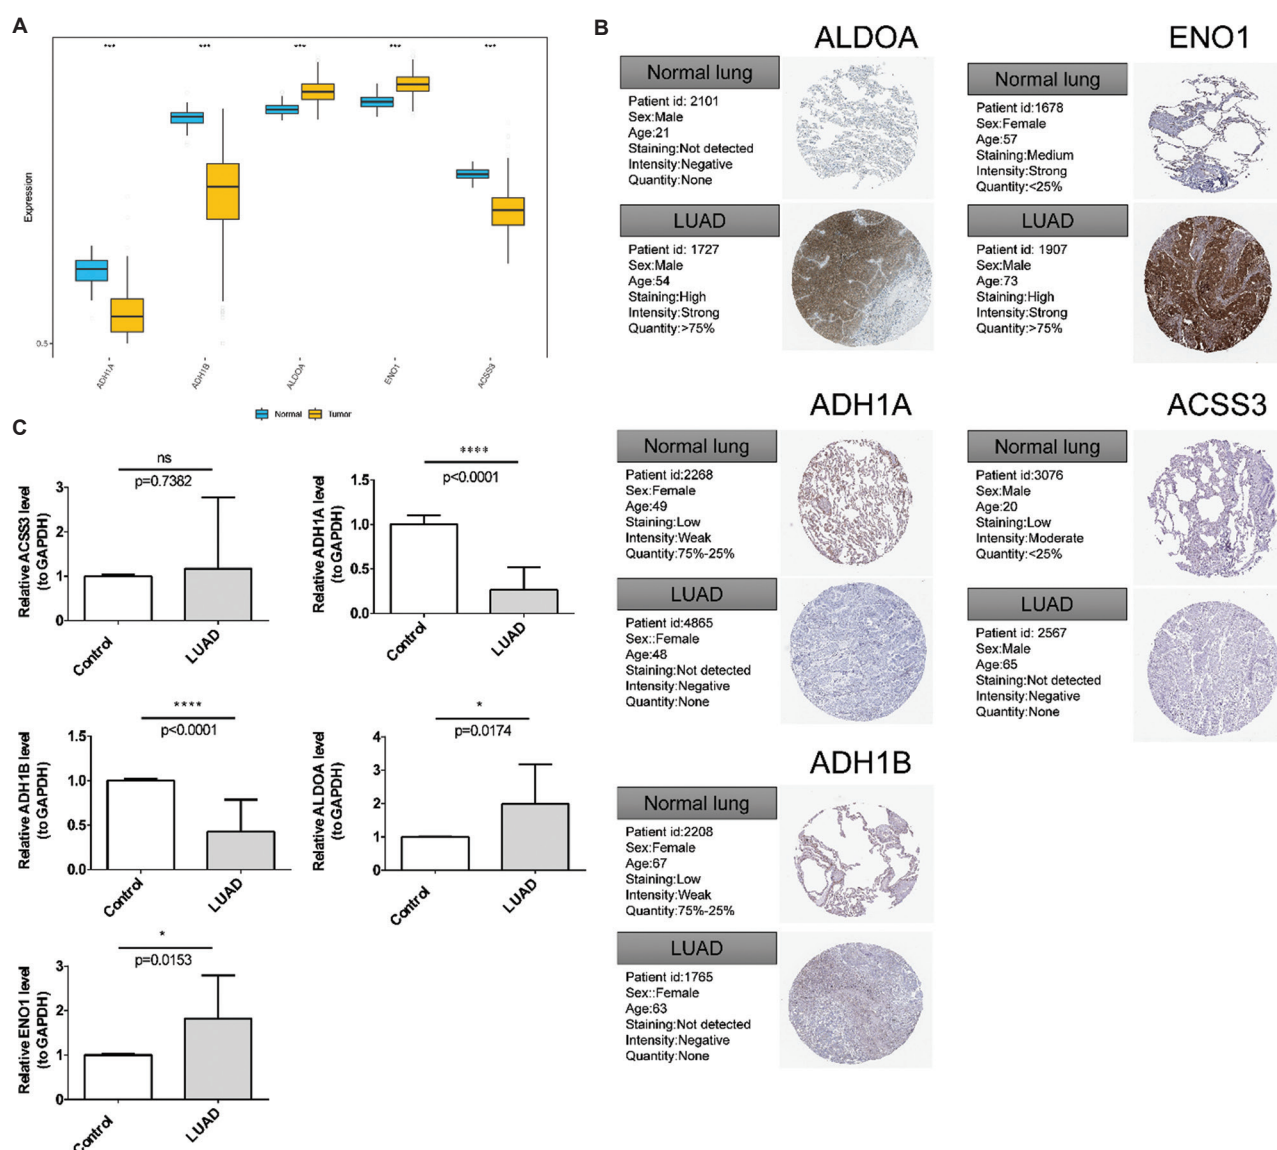 A
*** *** *** *** ***
Expression
0.5
ADH1A
ADH1B
ALDOA
ENO1
ACSS3
Normal Tumor
B
ALDOA
Normal lung
Patient id: 2101
Sex:Male
Age:21
Staining:Not detected
Intensity:Negative
Quantity:None
LUAD
Patient id: 1727
Sex:Male
Age:54
Staining:High
Intensity:Strong
Quantity:>75%
ENO1
Normal lung
Patient id:1678
Sex:Female
Age:57
Staining:Medium
Intensity:Strong
Quantity:<25%
LUAD
Patient id: 1907
Sex:Male
Age:73
Staining:High
Intensity:Strong
Quantity:>75%
ADH1A
Normal lung
Patient id:2268
Sex:Female
Age:49
Staining:Low
Intensity:Weak
Quantity:75%-25%
LUAD
Patient id:4865
Sex::Female
Age:48
Staining:Not detected
Intensity:Negative
Quantity:None
ACSS3
Normal lung
Patient id:3076
Sex:Male
Age:20
Staining:Low
Intensity:Moderate
Quantity:<25%
LUAD
Patient id: 2567
Sex:Male
Age:65
Staining:Not detected
Intensity:Negative
Quantity:None
ADH1B
Normal lung
Patient id:2208
Sex:Female
Age:67
Staining:Low
Intensity:Weak
Quantity:75%-25%
LUAD
Patient id:1765
Sex::Female
Age:63
Staining:Not detected
Intensity:Negative
Quantity:None
C
ns
p=0.7382
Relative ACSS3 level
(to GAPDH)
3
2
1
0
Control
LUAD
****
p<0.0001
Relative ADH1A level
(to GAPDH)
1.5
1.0
0.5
0.0
Control
LUAD
****
p<0.0001
Relative ADH1B level
(to GAPDH)
1.5
1.0
0.5
0.0
Control
LUAD
*
p=0.0174
Relative ALDOA level
(to GAPDH)
4
3
2
1
0
Control
LUAD
*
p=0.0153
Relative ENO1 level
(to GAPDH)
3
2
1
0
Control
LUAD